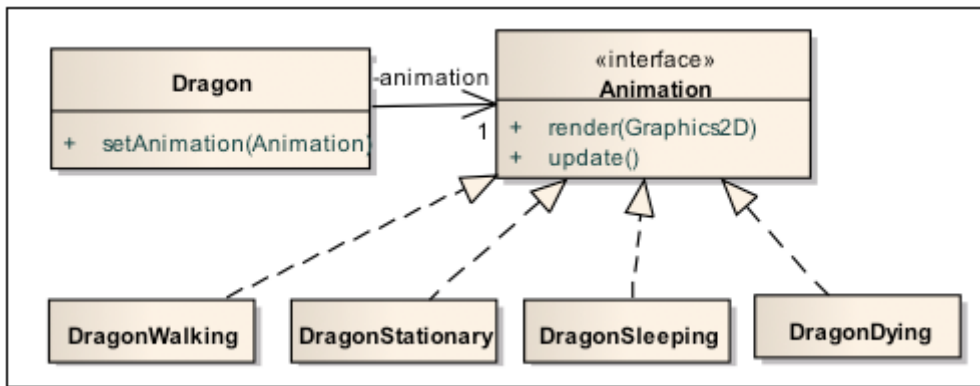 Dragon
+ setAnimation(Animation)
-animation
1
«interface»
Animation
+ render(Graphics2D)
+ update()
DragonWalking
DragonStationary
DragonSleeping
DragonDying